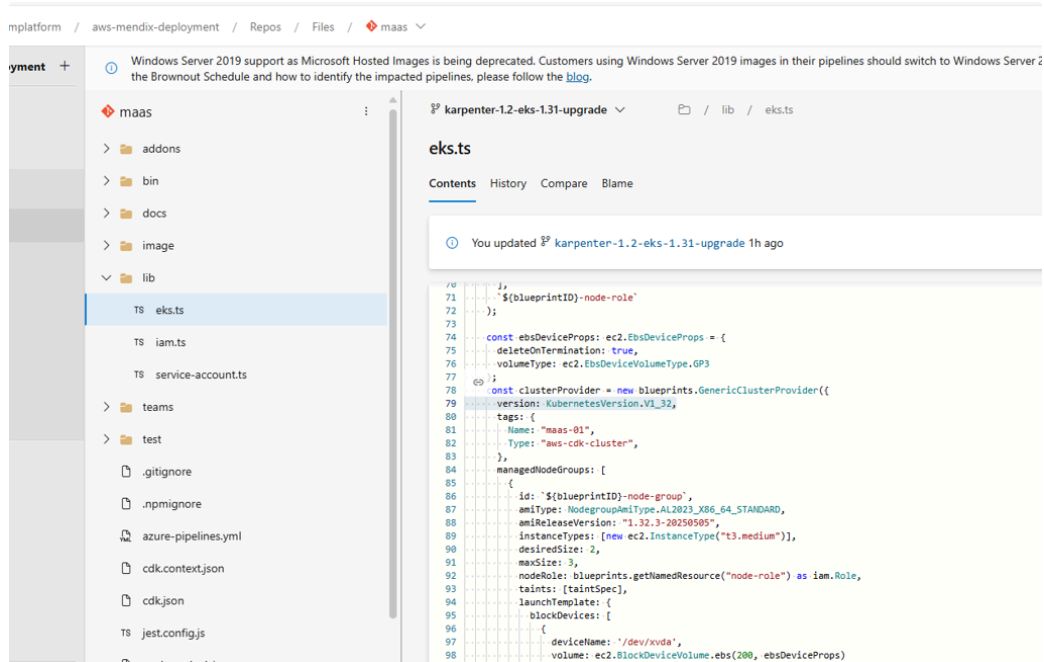 mplatform / aws-mendix-deployment / Repos / Files / maas
yment +
Windows Server 2019 support as Microsoft Hosted Images is being deprecated. Customers using Windows Server 2019 images in their pipelines should switch to Windows Server 2
the Brownout Schedule and how to identify the impacted pipelines, please follow the blog.
maas
addons
bin
docs
image
lib
TS eks.ts
TS iam.ts
TS service-account.ts
teams
test
.gitignore
.npmignore
azure-pipelines.yml
cdk.context.json
cdk.json
TS jest.config.js
karpenter-1.2-eks-1.31-upgrade / lib / eks.ts
eks.ts
Contents History Compare Blame
You updated karpenter-1.2-eks-1.31-upgrade 1h ago
70 ],
71 `${blueprintID}-node-role`
72 );
73
74 const ebsDeviceProps: ec2.EbsDeviceProps = {
75 deleteOnTermination: true,
76 volumeType: ec2.EbsDeviceVolumeType.GP3
77 };
78 const clusterProvider = new blueprints.GenericClusterProvider({
79 version: KubernetesVersion.V1_32,
80 tags: {
81 Name: "maas-01",
82 Type: "aws-cdk-cluster",
83 },
84 managedNodeGroups: [
85 {
86 id: `${blueprintID}-node-group`,
87 amiType: NodegroupAmiType.AL2023_X86_64_STANDARD,
88 amiReleaseVersion: "1.32.3-20250505",
89 instanceTypes: [new ec2.InstanceType("t3.medium")],
90 desiredSize: 2,
91 maxSize: 3,
92 nodeRole: blueprints.getNamedResource("node-role") as iam.Role,
93 taints: [taintSpec],
94 launchTemplate: {
95 blockDevices: [
96 {
97 deviceName: '/dev/xvda',
98 volume: ec2.BlockDeviceVolume.ebs(200, ebsDeviceProps)